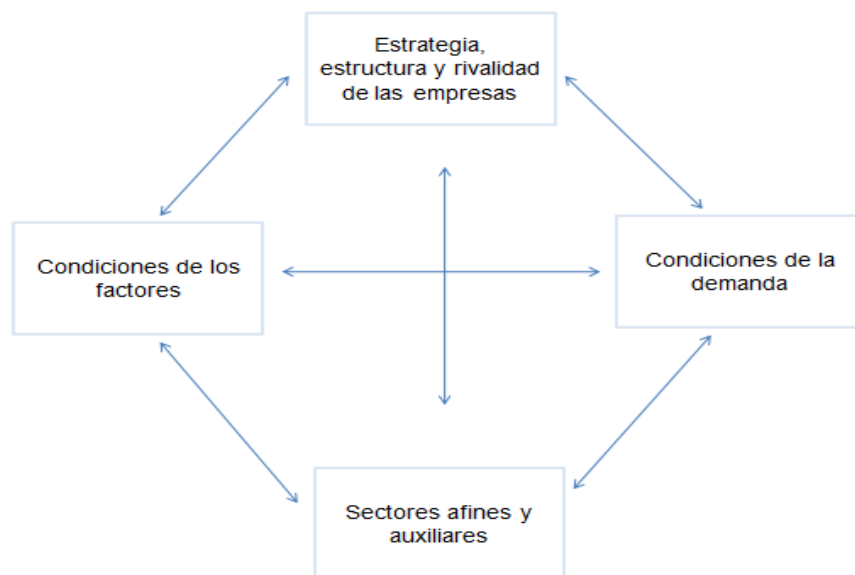 Estrategia,
estructura y rivalidad
de las empresas
Condiciones de los
factores
Condiciones de la
demanda
Sectores afines y
auxiliares